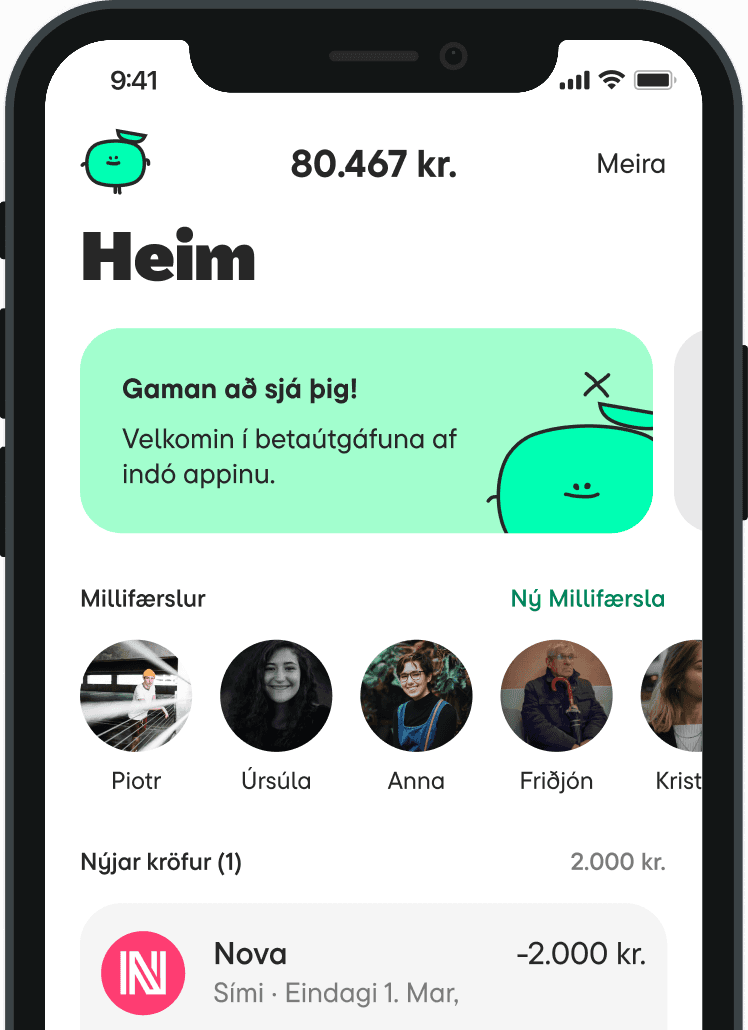 9:41
80.467 kr.
Meira
Heim
Gaman að sjá þig!
Velkomin í betaútgáfuna af
indó appinu.
Millifærslur
Ný Millifærsla
Piotr
Úrsúla
Anna
Friðjón
Krist
Nýjar kröfur (1)
2.000 kr.
N
Nova
-2.000 kr.
Sími · Eindagi 1. Mar,